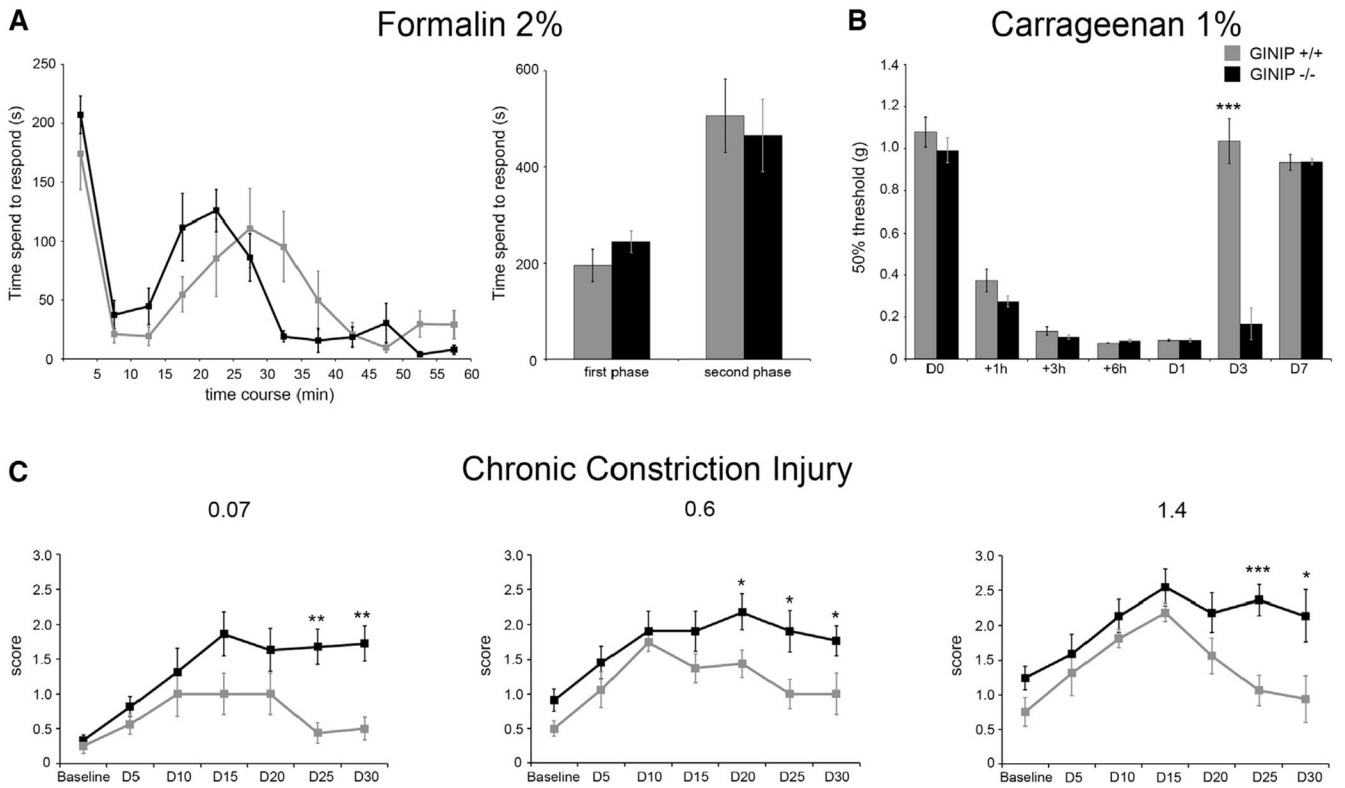 A
Formalin 2%
B
Carrageenan 1%
GINIP +/+
GINIP -/-
Time spend to respond (s)
250
200
150
100
50
0
5 10 15 20 25 30 35 40 45 50 55 60
time course (min)
Time spend to respond (s)
600
400
200
0
first phase second phase
50% threshold (g)
1.4
1.2
1.0
0.8
0.6
0.4
0.2
0
***
D0 +1h +3h +6h D1 D3 D7
C
Chronic Constriction Injury
0.07
score
3.0
2.5
2.0
1.5
1.0
0.5
0
** **
Baseline D5 D10 D15 D20 D25 D30
0.6
score
3.0
2.5
2.0
1.5
1.0
0.5
0
* * *
Baseline D5 D10 D15 D20 D25 D30
1.4
score
3.0
2.5
2.0
1.5
1.0
0.5
0
*** *
Baseline D5 D10 D15 D20 D25 D30